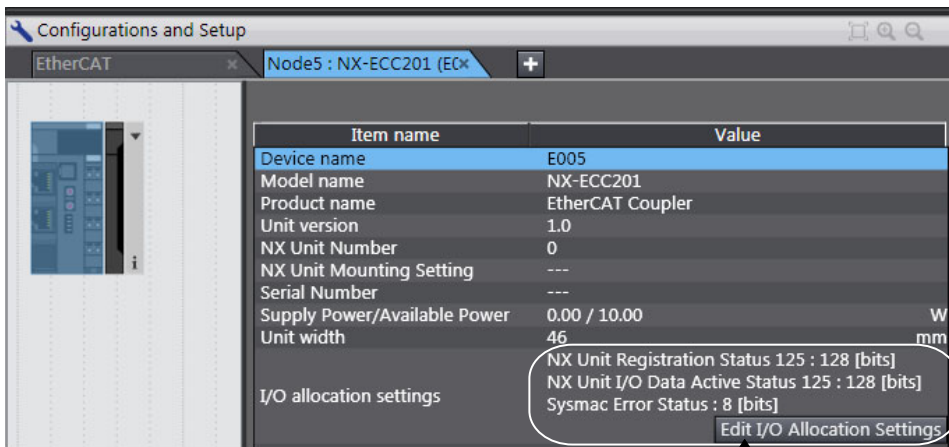 Configurations and Setup
EtherCAT Node5 : NX-ECC201 (EC
Item name Value
Device name E005
Model name NX-ECC201
Product name EtherCAT Coupler
Unit version 1.0
NX Unit Number 0
NX Unit Mounting Setting ---
Serial Number ---
Supply Power/Available Power 0.00 / 10.00 W
Unit width 46 mm
I/O allocation settings
NX Unit Registration Status 125 : 128 [bits]
NX Unit I/O Data Active Status 125 : 128 [bits]
Sysmac Error Status : 8 [bits]
Edit I/O Allocation Settings